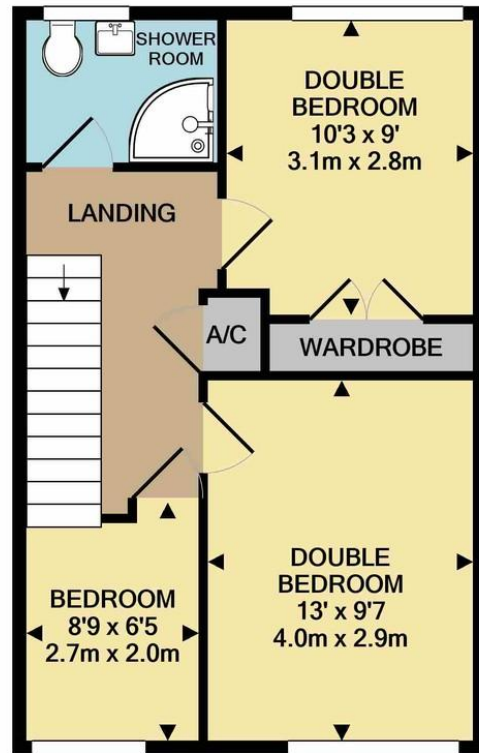 SHOWER
ROOM
DOUBLE
BEDROOM
10'3 x 9'
3.1m x 2.8m
LANDING
A/C
WARDROBE
BEDROOM
8'9 x 6'5
2.7m x 2.0m
DOUBLE
BEDROOM
13' x 9'7
4.0m x 2.9m